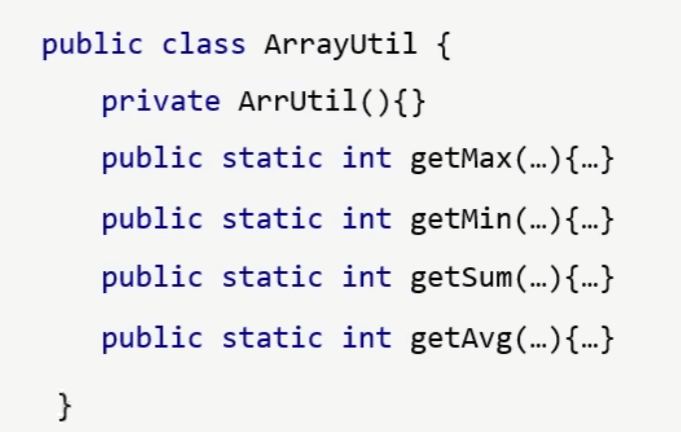 public class ArrayUtil {
private ArrUtil(){}
public static int getMax(…){…}
public static int getMin(…){…}
public static int getSum(…){…}
public static int getAvg(…){…}
}